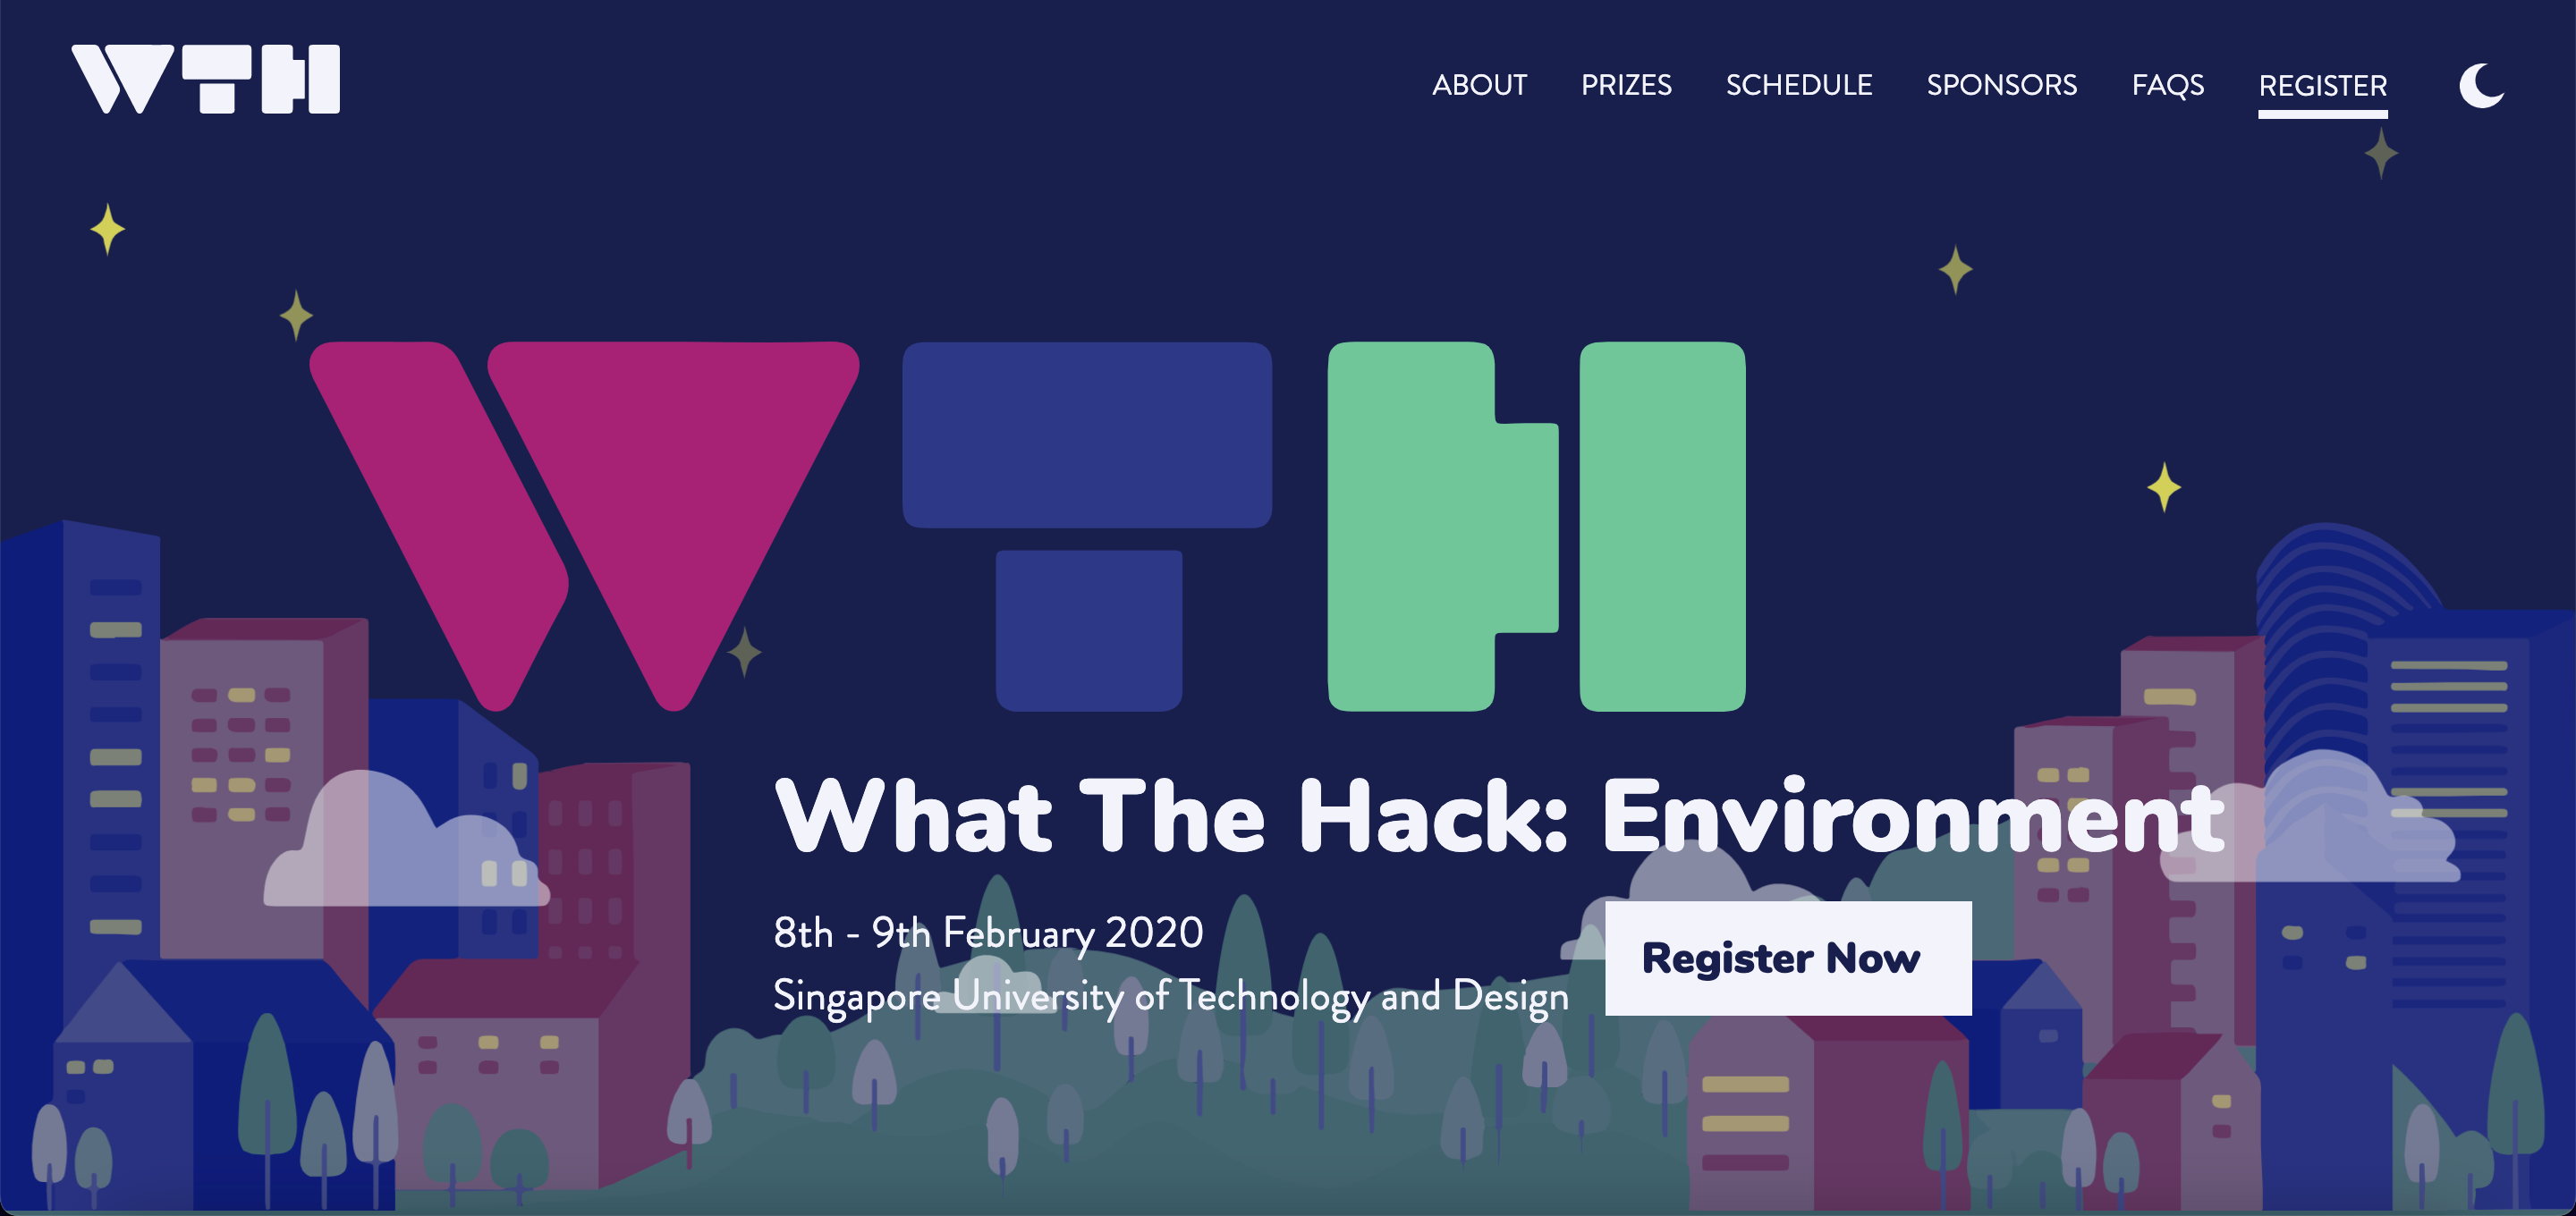 WTH
ABOUT PRIZES SCHEDULE SPONSORS FAQS REGISTER
WTH
What The Hack: Environment
8th - 9th February 2020
Singapore University of Technology and Design
Register Now